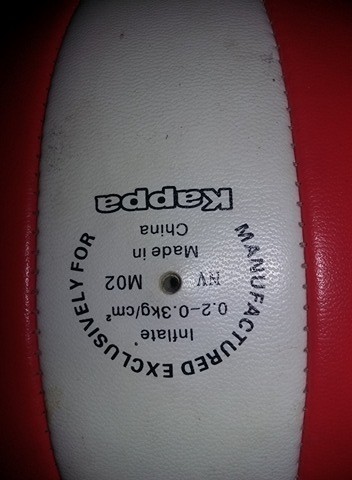 MANUFACTURED EXCLUSIVELY FOR
Inflate
0.2-0.3kg/cm²
NV M02
Made in
China
Kappa